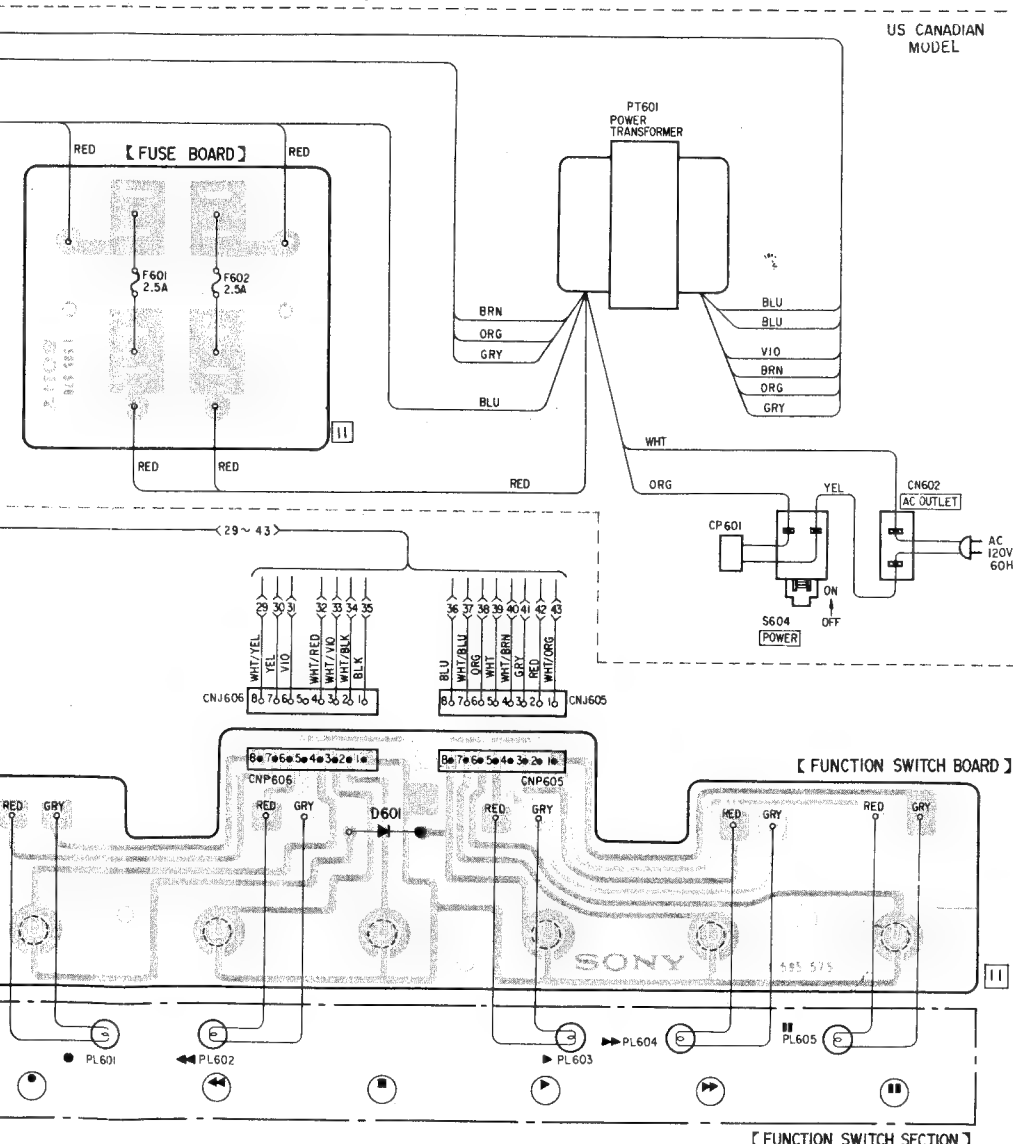 US CANADIAN
MODEL
PT601
POWER
TRANSFORMER
RED
【FUSE BOARD】
RED
F601
2.5A
F602
2.5A
11
RED
RED
RED
BRN
ORG
GRY
BLU
BLU
BLU
VIO
BRN
ORG
GRY
WHT
ORG
YEL
CN602
AC OUTLET
CP601
AC
120V
60H
ON
OFF
S604
POWER
29~43
29
30
31
32
33
34
35
WHT/YEL
YEL
VIO
WHT/RED
WHT/VIO
WHT/BLK
BLK
CNJ606
8 7 6 5 4 3 2 1
36
37
38
39
40
41
42
43
BLU
WHT/BLU
ORG
WHT
WHT/BRN
GRY
RED
WHT/ORG
8 7 6 5 4 3 2 1
CNJ605
8 7 6 5 4 3 2 1
CNP606
8 7 6 5 4 3 2 1
CNP605
【FUNCTION SWITCH BOARD】
RED GRY
RED GRY
D601
RED GRY
RED GRY
RED GRY
SONY
11
PL601
PL602
PL603
PL604
PL605
【FUNCTION SWITCH SECTION】